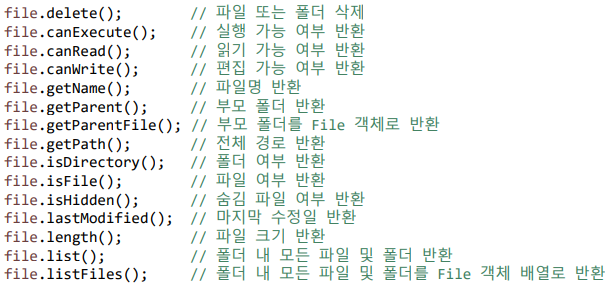 file.delete(); // 파일 또는 폴더 삭제
file.canExecute(); // 실행 가능 여부 반환
file.canRead(); // 읽기 가능 여부 반환
file.canWrite(); // 편집 가능 여부 반환
file.getName(); // 파일명 반환
file.getParent(); // 부모 폴더 반환
file.getParentFile(); // 부모 폴더를 File 객체로 반환
file.getPath(); // 전체 경로 반환
file.isDirectory(); // 폴더 여부 반환
file.isFile(); // 파일 여부 반환
file.isHidden(); // 숨김 파일 여부 반환
file.lastModified(); // 마지막 수정일 반환
file.length(); // 파일 크기 반환
file.list(); // 폴더 내 모든 파일 및 폴더 반환
file.listFiles(); // 폴더 내 모든 파일 및 폴더를 File 객체 배열로 반환